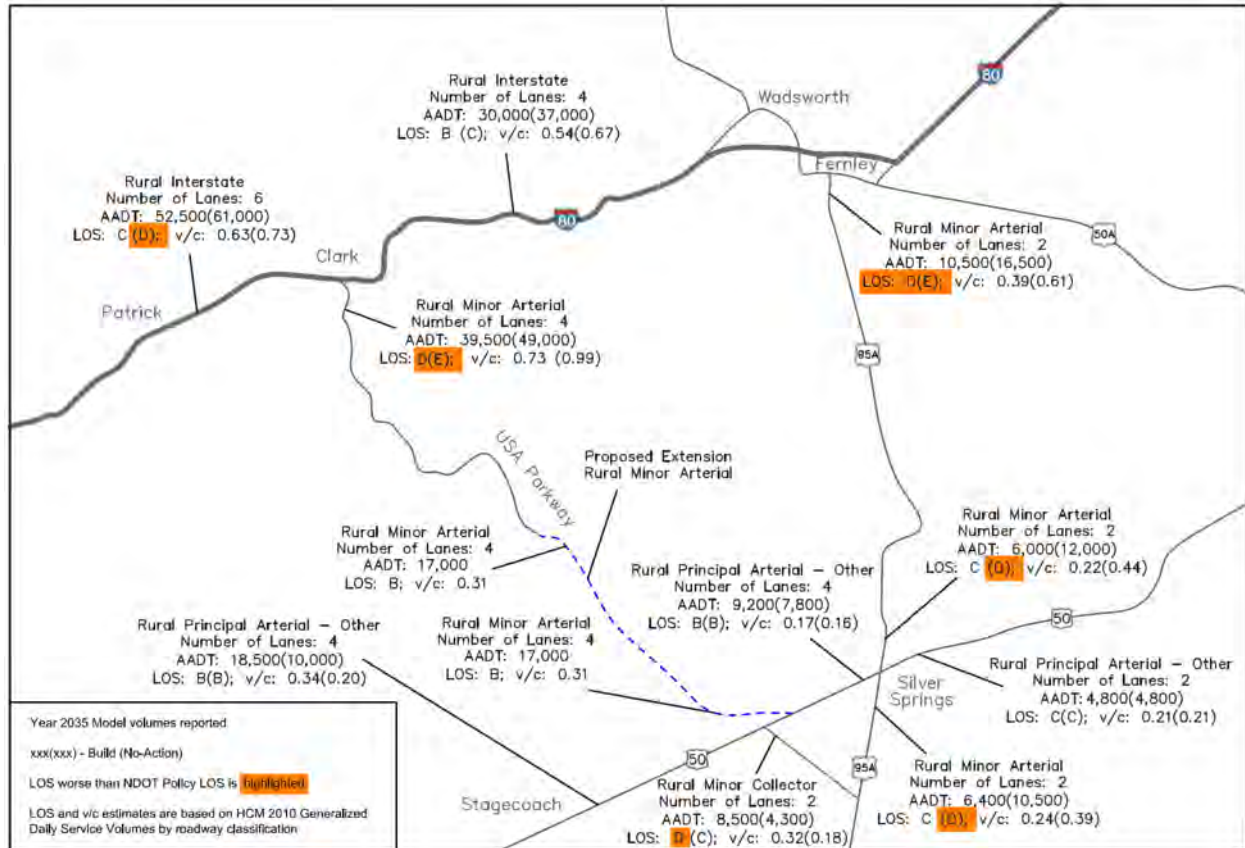 80
Wadsworth
Fernley
Rural Interstate
Number of Lanes: 4
AADT: 30,000(37,000)
LOS: B (C); v/c: 0.54(0.67)
Rural Interstate
Number of Lanes: 6
AADT: 52,500(61,000)
LOS: C (D); v/c: 0.63(0.73)
80
Clark
Patrick
50A
Rural Minor Arterial
Number of Lanes: 2
AADT: 10,500(16,500)
LOS: D(E); v/c: 0.39(0.61)
Rural Minor Arterial
Number of Lanes: 4
AADT: 39,500(49,000)
LOS: D(E); v/c: 0.73 (0.99)
95A
USA Parkway
Proposed Extension
Rural Minor Arterial
Rural Minor Arterial
Number of Lanes: 4
AADT: 17,000
LOS: B; v/c: 0.31
Rural Minor Arterial
Number of Lanes: 2
AADT: 6,000(12,000)
LOS: C (D); v/c: 0.22(0.44)
Rural Principal Arterial – Other
Number of Lanes: 4
AADT: 9,200(7,800)
LOS: B(B); v/c: 0.17(0.16)
Rural Principal Arterial – Other
Number of Lanes: 4
AADT: 18,500(10,000)
LOS: B(B); v/c: 0.34(0.20)
Rural Minor Arterial
Number of Lanes: 4
AADT: 17,000
LOS: B; v/c: 0.31
50
Silver
Springs
Rural Principal Arterial – Other
Number of Lanes: 2
AADT: 4,800(4,800)
LOS: C(C); v/c: 0.21(0.21)
50
Stagecoach
95A
Rural Minor Collector
Number of Lanes: 2
AADT: 8,500(4,300)
LOS: D (C); v/c: 0.32(0.18)
Rural Minor Arterial
Number of Lanes: 2
AADT: 6,400(10,500)
LOS: C (D); v/c: 0.24(0.39)
Year 2035 Model volumes reported
xxx(xxx) - Build (No-Action)
LOS worse than NDOT Policy LOS is highlighted
LOS and v/c estimates are based on HCM 2010 Generalized
Daily Service Volumes by roadway classification